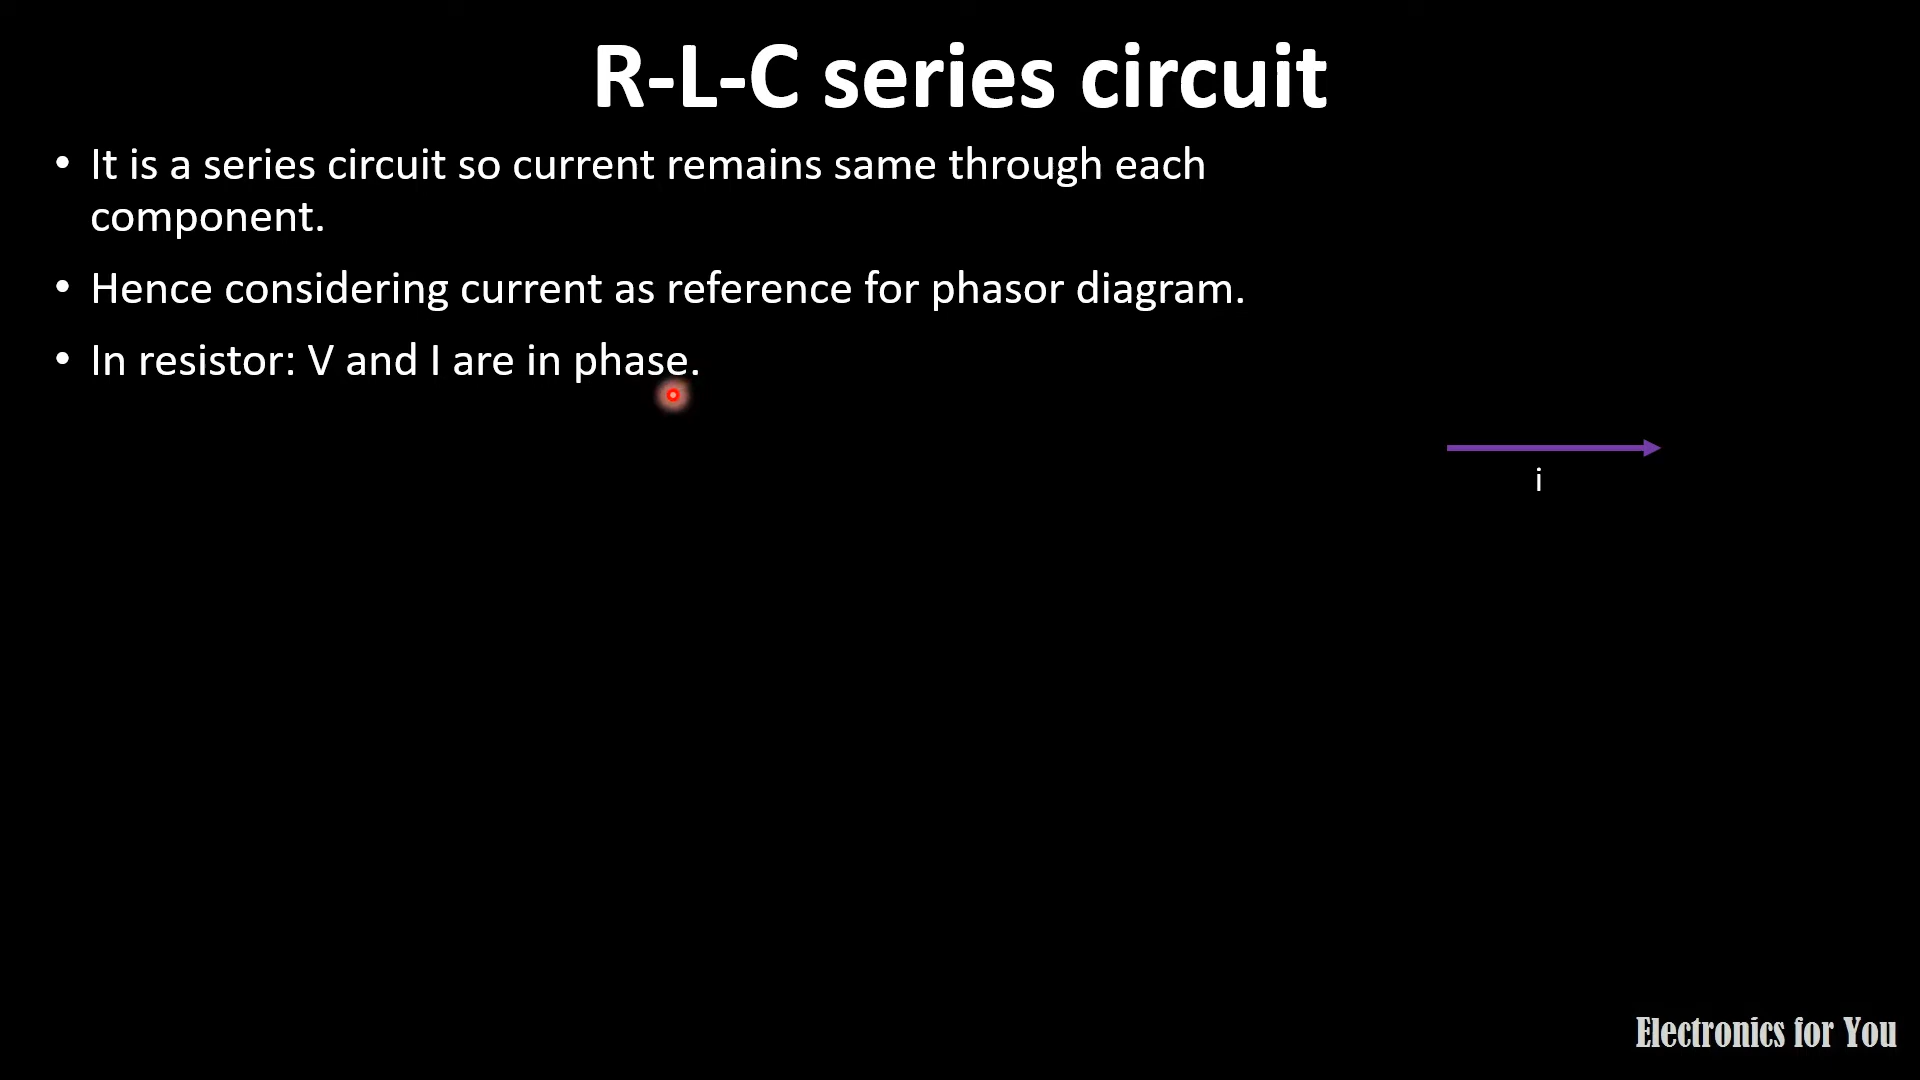 R-L-C series circuit
• It is a series circuit so current remains same through each
component.
• Hence considering current as reference for phasor diagram.
• In resistor: V and I are in phase.
i
Electronics for You